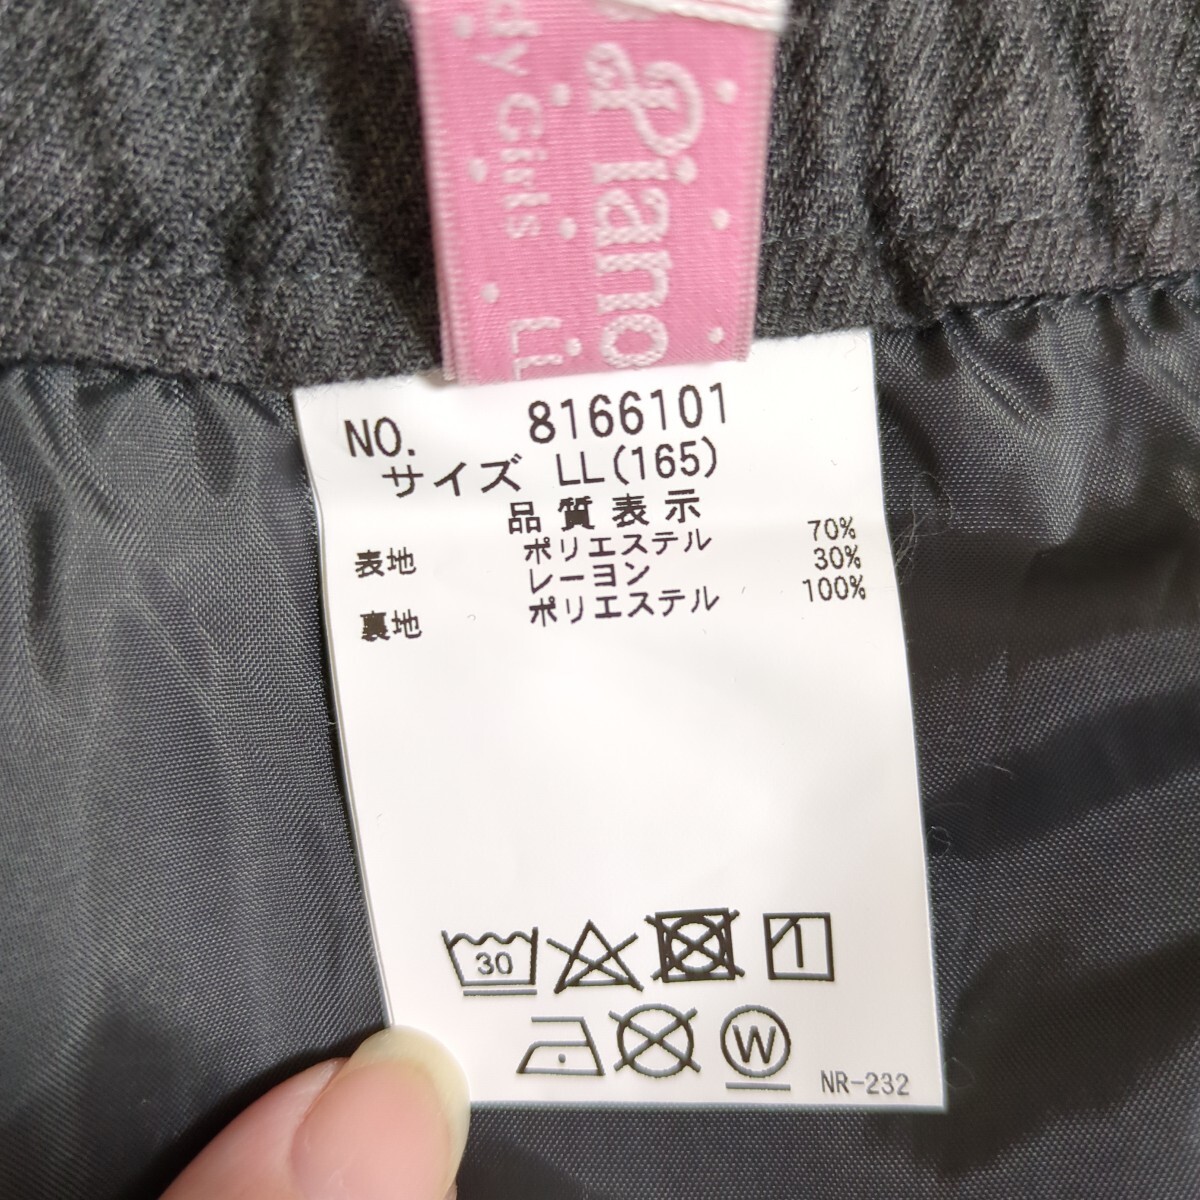 Piano
Girls
LL
NO. 8166101
サイズ LL(165)
品質表示
表地 ポリエステル 70%
レーヨン 30%
裏地 ポリエステル 100%
30
W
NR-232